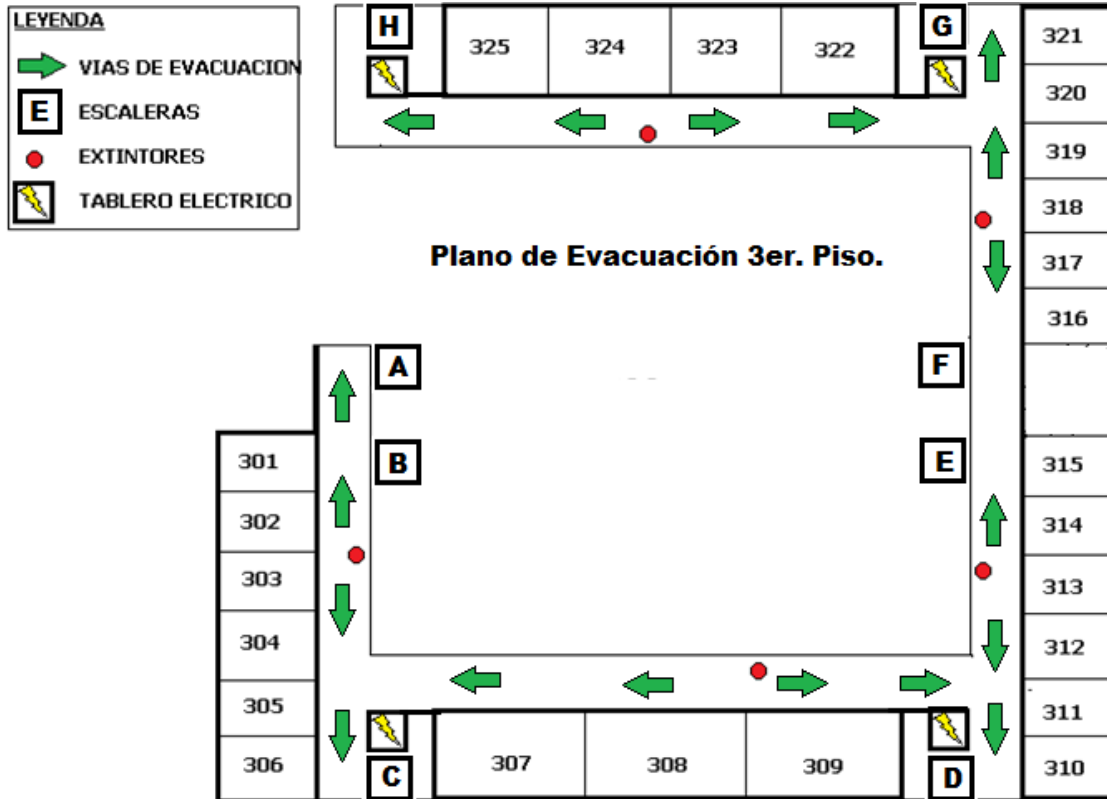 LEYENDA
VIAS DE EVACUACION
E ESCALERAS
EXTINTORES
TABLERO ELECTRICO
H
325
324
323
322
G
321
320
319
318
317
316
Plano de Evacuación 3er. Piso.
A
F
B
E
301
302
303
304
305
306
315
314
313
312
311
310
C
307
308
309
D